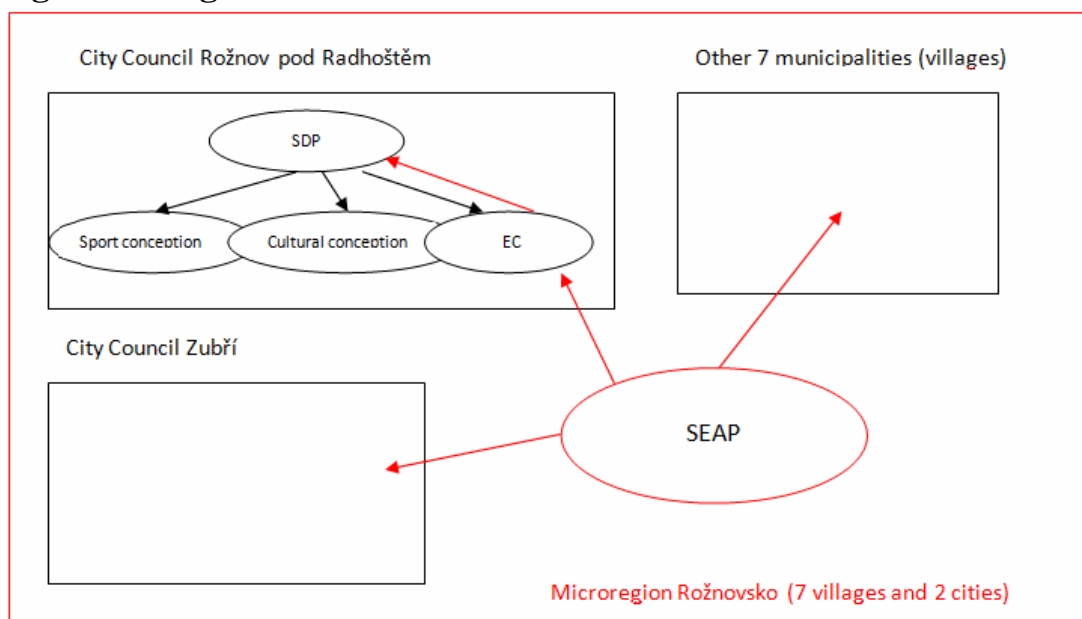 City Council Rožnov pod Radhoštěm
Other 7 municipalities (villages)
SDP
Sport conception
Cultural conception
EC
City Council Zubří
SEAP
Microregion Rožnovsko (7 villages and 2 cities)